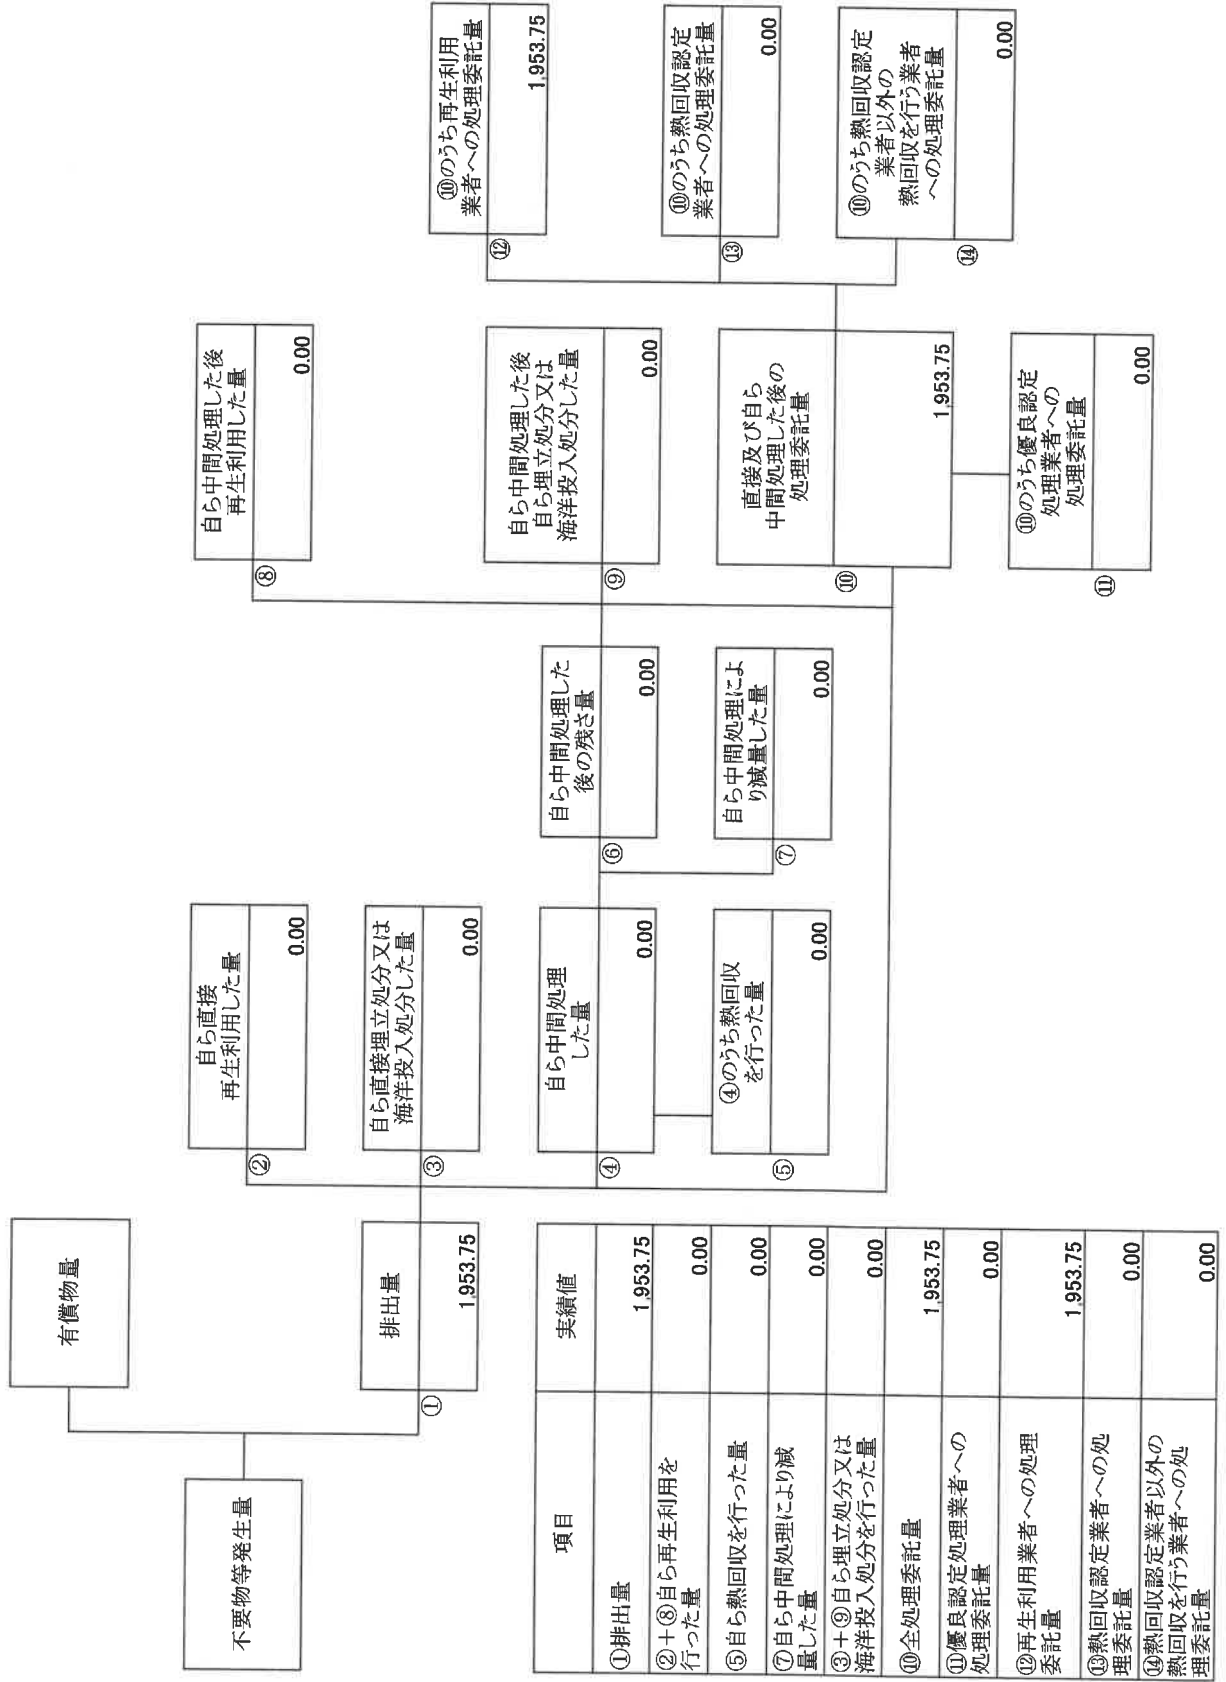 不要物等発生量
有償物量
①
排出量
1,953.75
②
自ら直接
再生利用した量
0.00
③
自ら直接埋立処分又は
海洋投入処分した量
0.00
④
自ら中間処理
した量
0.00
⑤
④のうち熱回収
を行った量
0.00
⑥
自ら中間処理した
後の残さ量
0.00
⑦
自ら中間処理によ
り減量した量
0.00
⑧
自ら中間処理した後
再生利用した量
0.00
⑨
自ら中間処理した後
自ら埋立処分又は
海洋投入処分した量
0.00
⑩
直接及び自ら
中間処理した後の
処理委託量
1,953.75
⑪
⑩のうち優良認定
処理業者への
処理委託量
0.00
⑫
⑩のうち再生利用
業者への処理委託量
1,953.75
⑬
⑩のうち熱回収認定
業者への処理委託量
0.00
⑭
⑩のうち熱回収認定
業者以外の
熱回収を行う業者
への処理委託量
0.00
項目 実績値
①排出量 1,953.75
②+⑧自ら再生利用を
行った量 0.00
⑤自ら熱回収を行った量 0.00
⑦自ら中間処理により減
量した量 0.00
③+⑨自ら埋立処分又は
海洋投入処分を行った量 0.00
⑩全処理委託量 1,953.75
⑪優良認定処理業者への
処理委託量 0.00
⑫再生利用業者への処理
委託量 1,953.75
⑬熱回収認定業者への処
理委託量 0.00
⑭熱回収認定業者以外の
熱回収を行う業者への処
理委託量 0.00